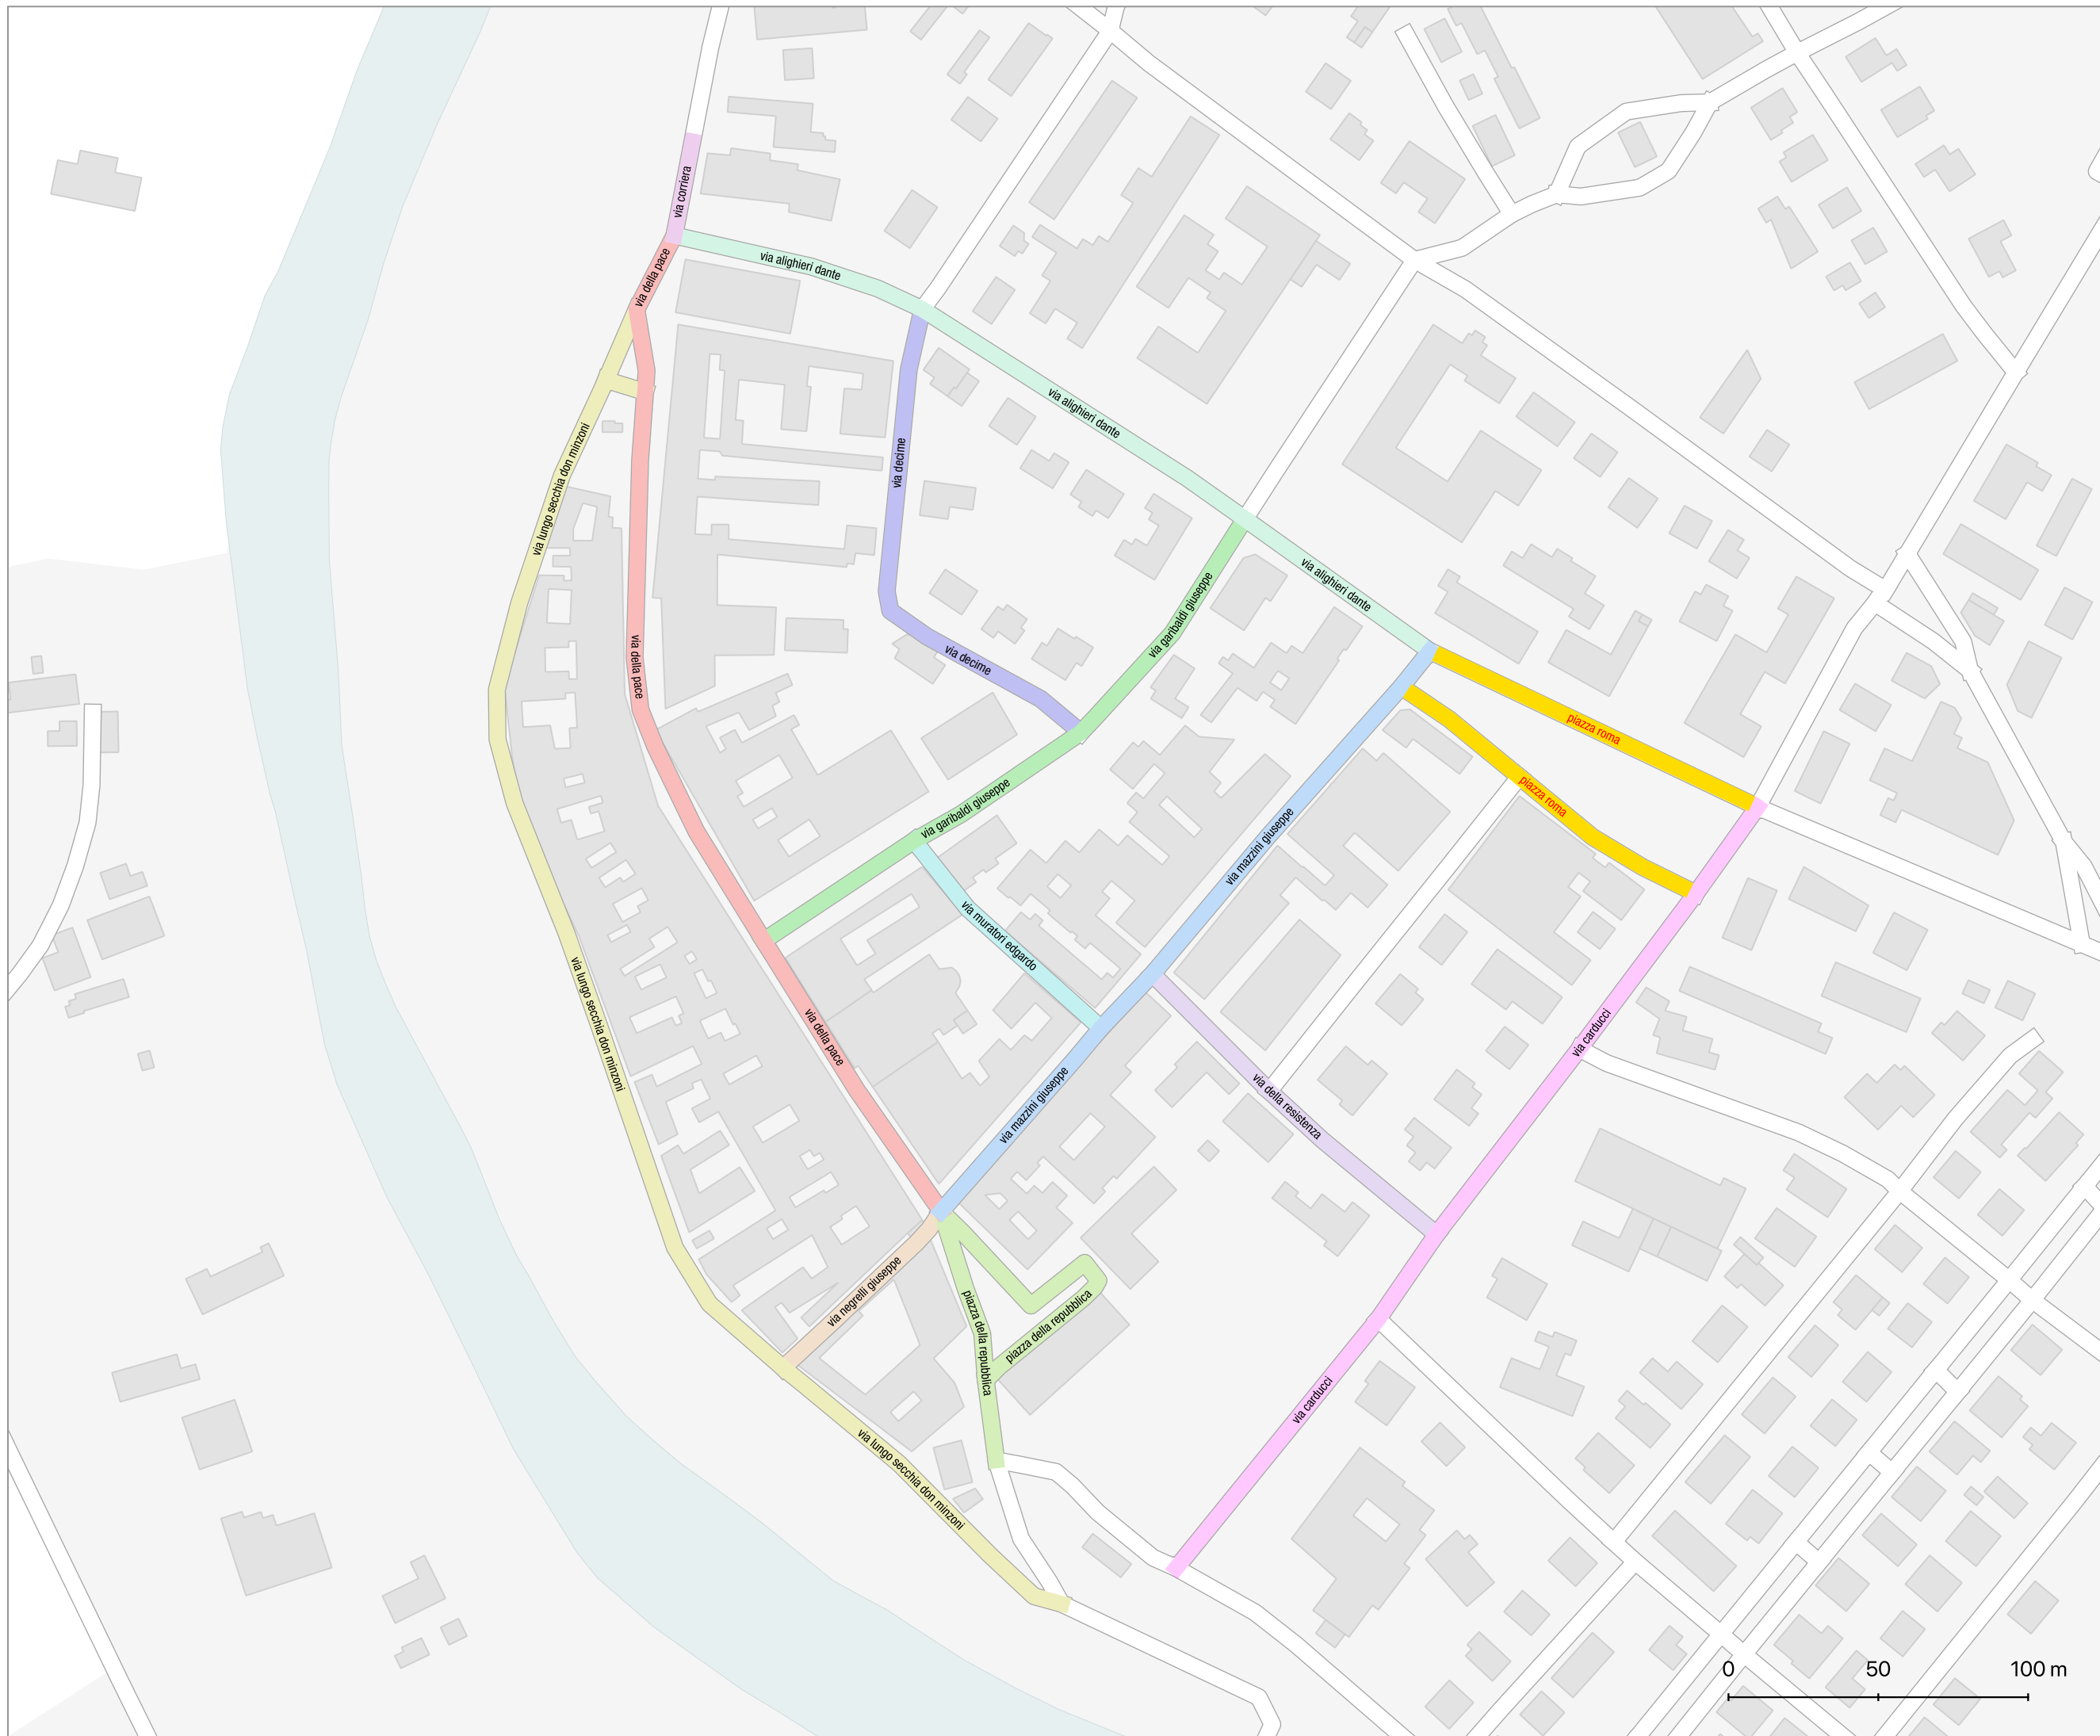 via corriera
via della pace
via alighieri dante
via alighieri dante
via decime
via lungo secchia don minzoni
via alighieri dante
via garibaldi giuseppe
via decime
via della pace
piazza roma
piazza roma
via garibaldi giuseppe
via mazzini giuseppe
via muratori edgardo
via lungo secchia don minzoni
via della pace
via carducci
via mazzini giuseppe
via della resistenza
via negrelli giuseppe
piazza della repubblica
piazza della repubblica
via carducci
via lungo secchia don minzoni
0 50 100 m